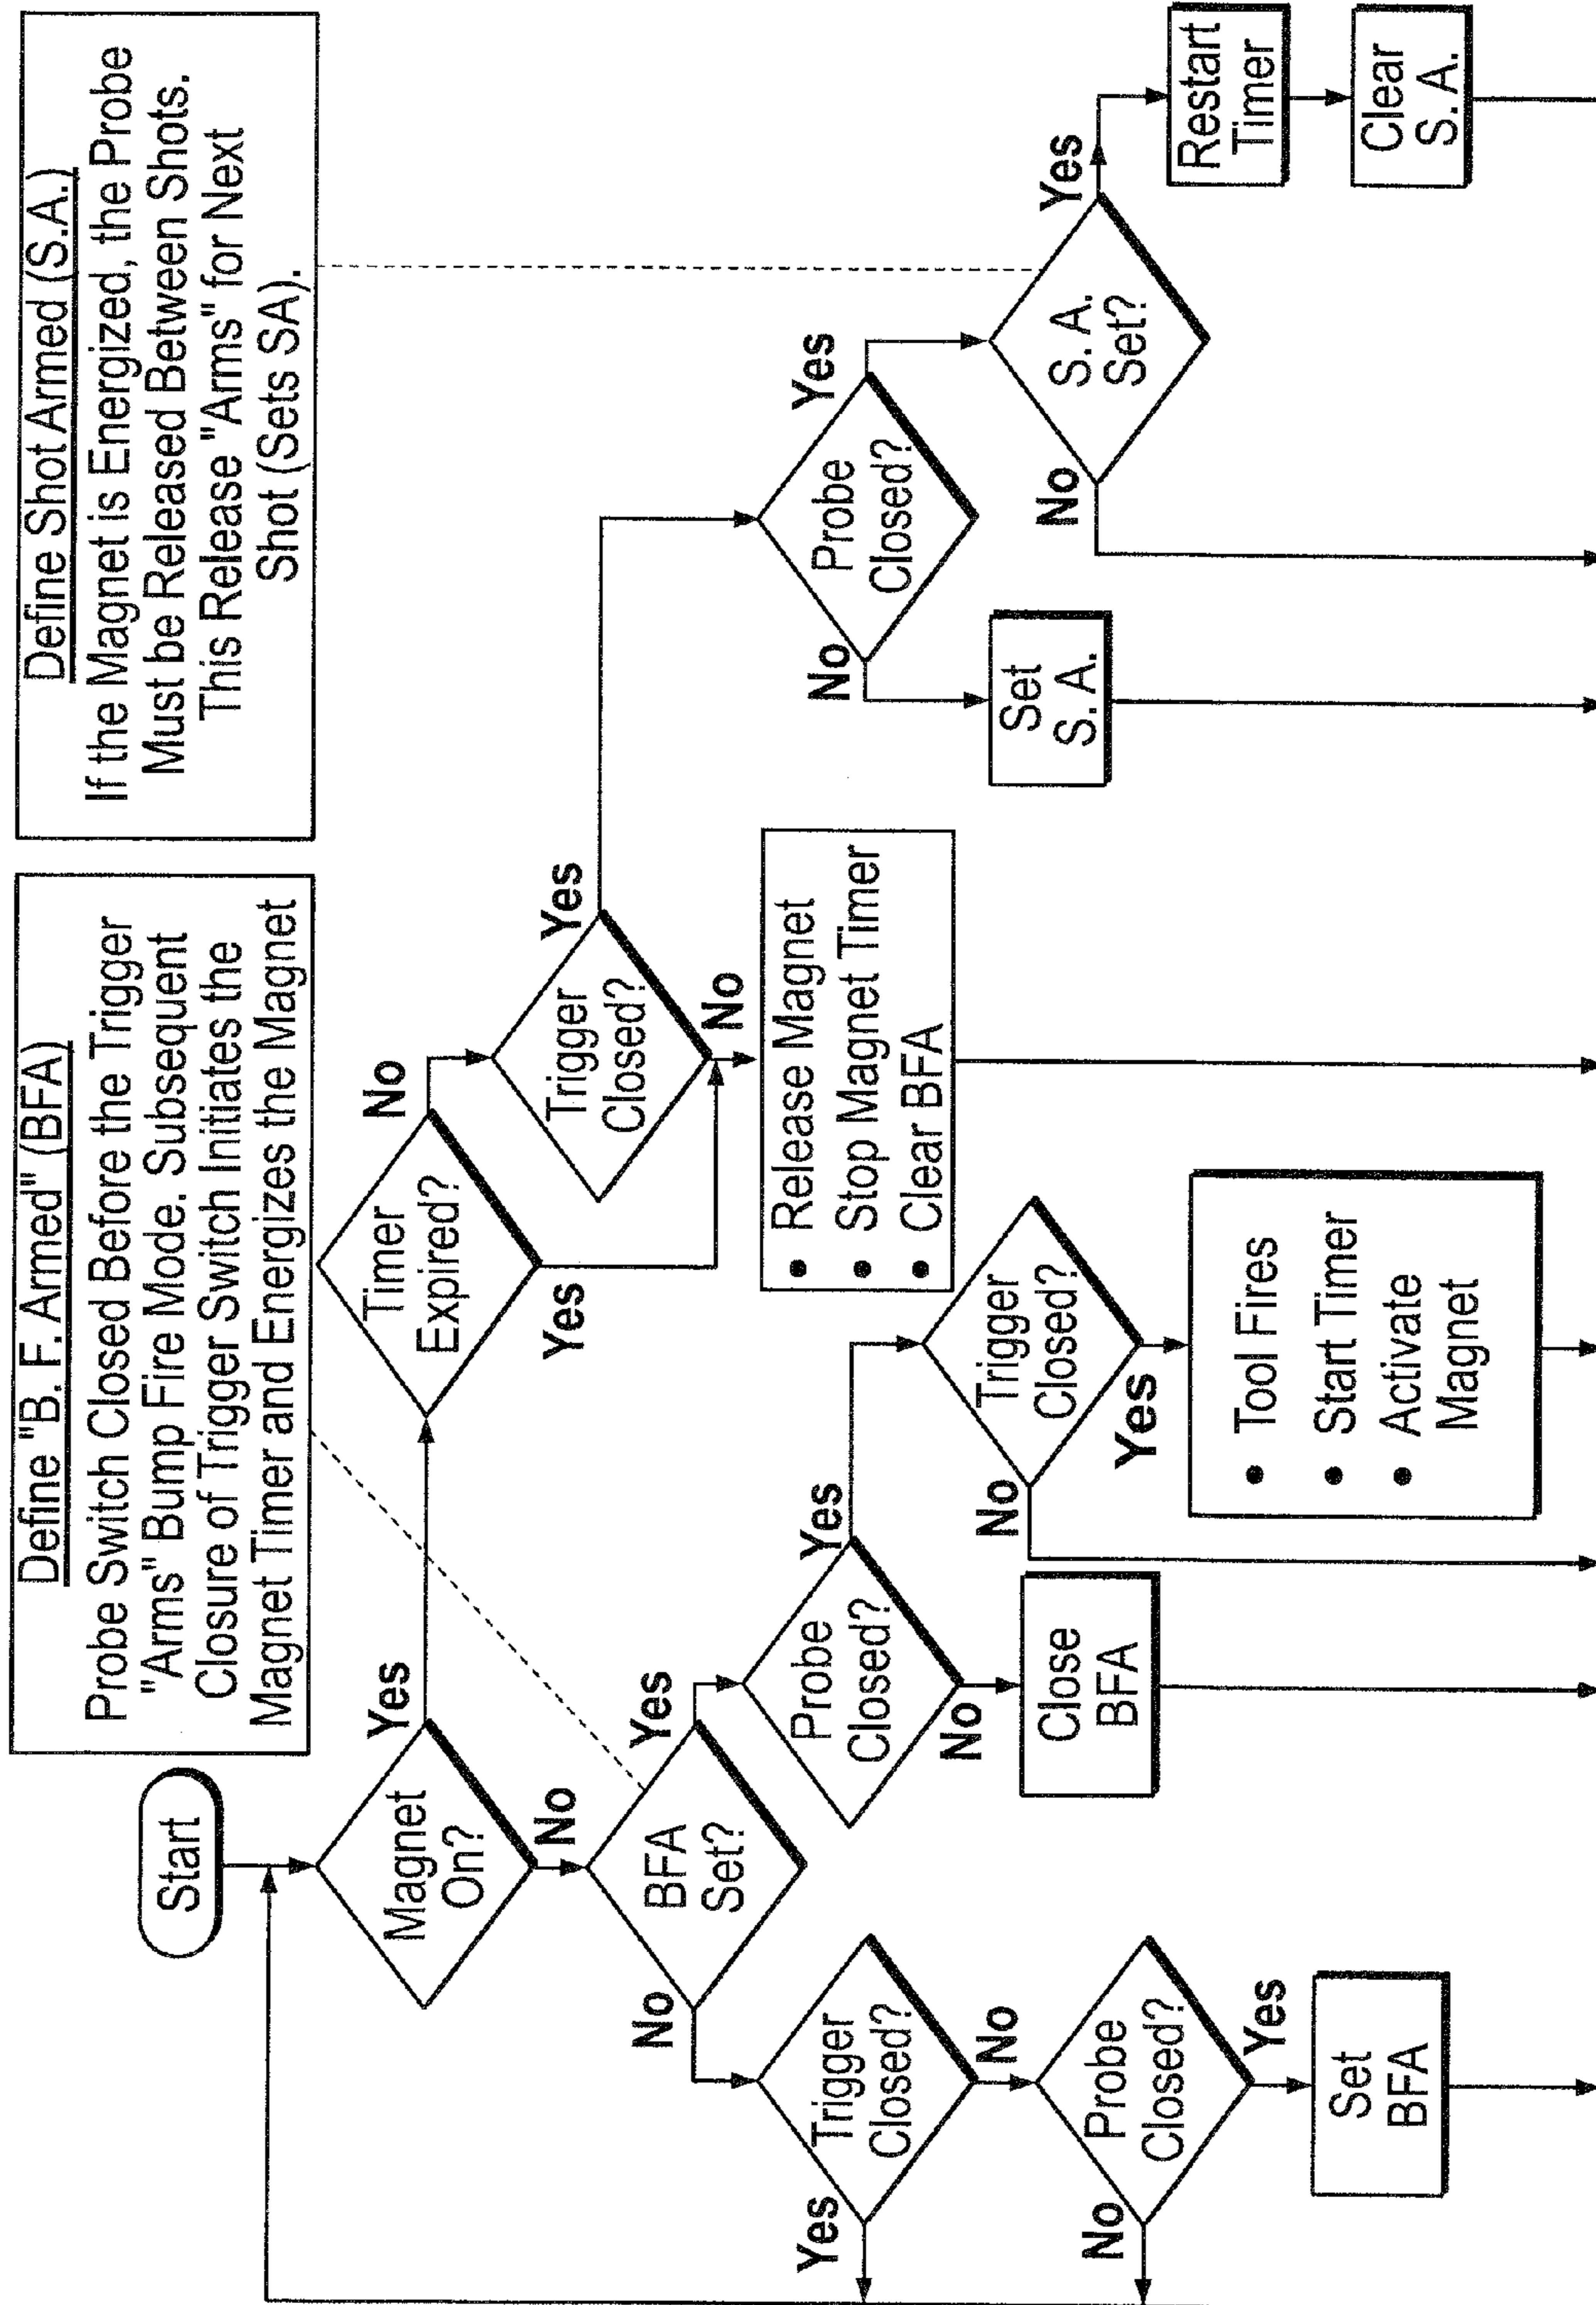 Define "B. F. Armed" (BFA)
Probe Switch Closed Before the Trigger
"Arms" Bump Fire Mode. Subsequent
Closure of Trigger Switch Initiates the
Magnet Timer and Energizes the Magnet
Define Shot Armed (S.A.)
If the Magnet is Energized, the Probe
Must be Released Between Shots.
This Release "Arms" for Next
Shot (Sets SA).
Start
Magnet
On?
Yes
No
Timer
Expired?
No
Yes
Trigger
Closed?
Yes
No
BFA
Set?
Yes
No
Trigger
Closed?
Yes
No
Probe
Closed?
No
Yes
Set
BFA
Probe
Closed?
Yes
No
Close
BFA
Trigger
Closed?
No
Yes
• Tool Fires
• Start Timer
• Activate
Magnet
• Release Magnet
• Stop Magnet Timer
• Clear BFA
Probe
Closed?
Yes
No
Set
S. A.
S. A.
Set?
Yes
No
Restart
Timer
Clear
S. A.